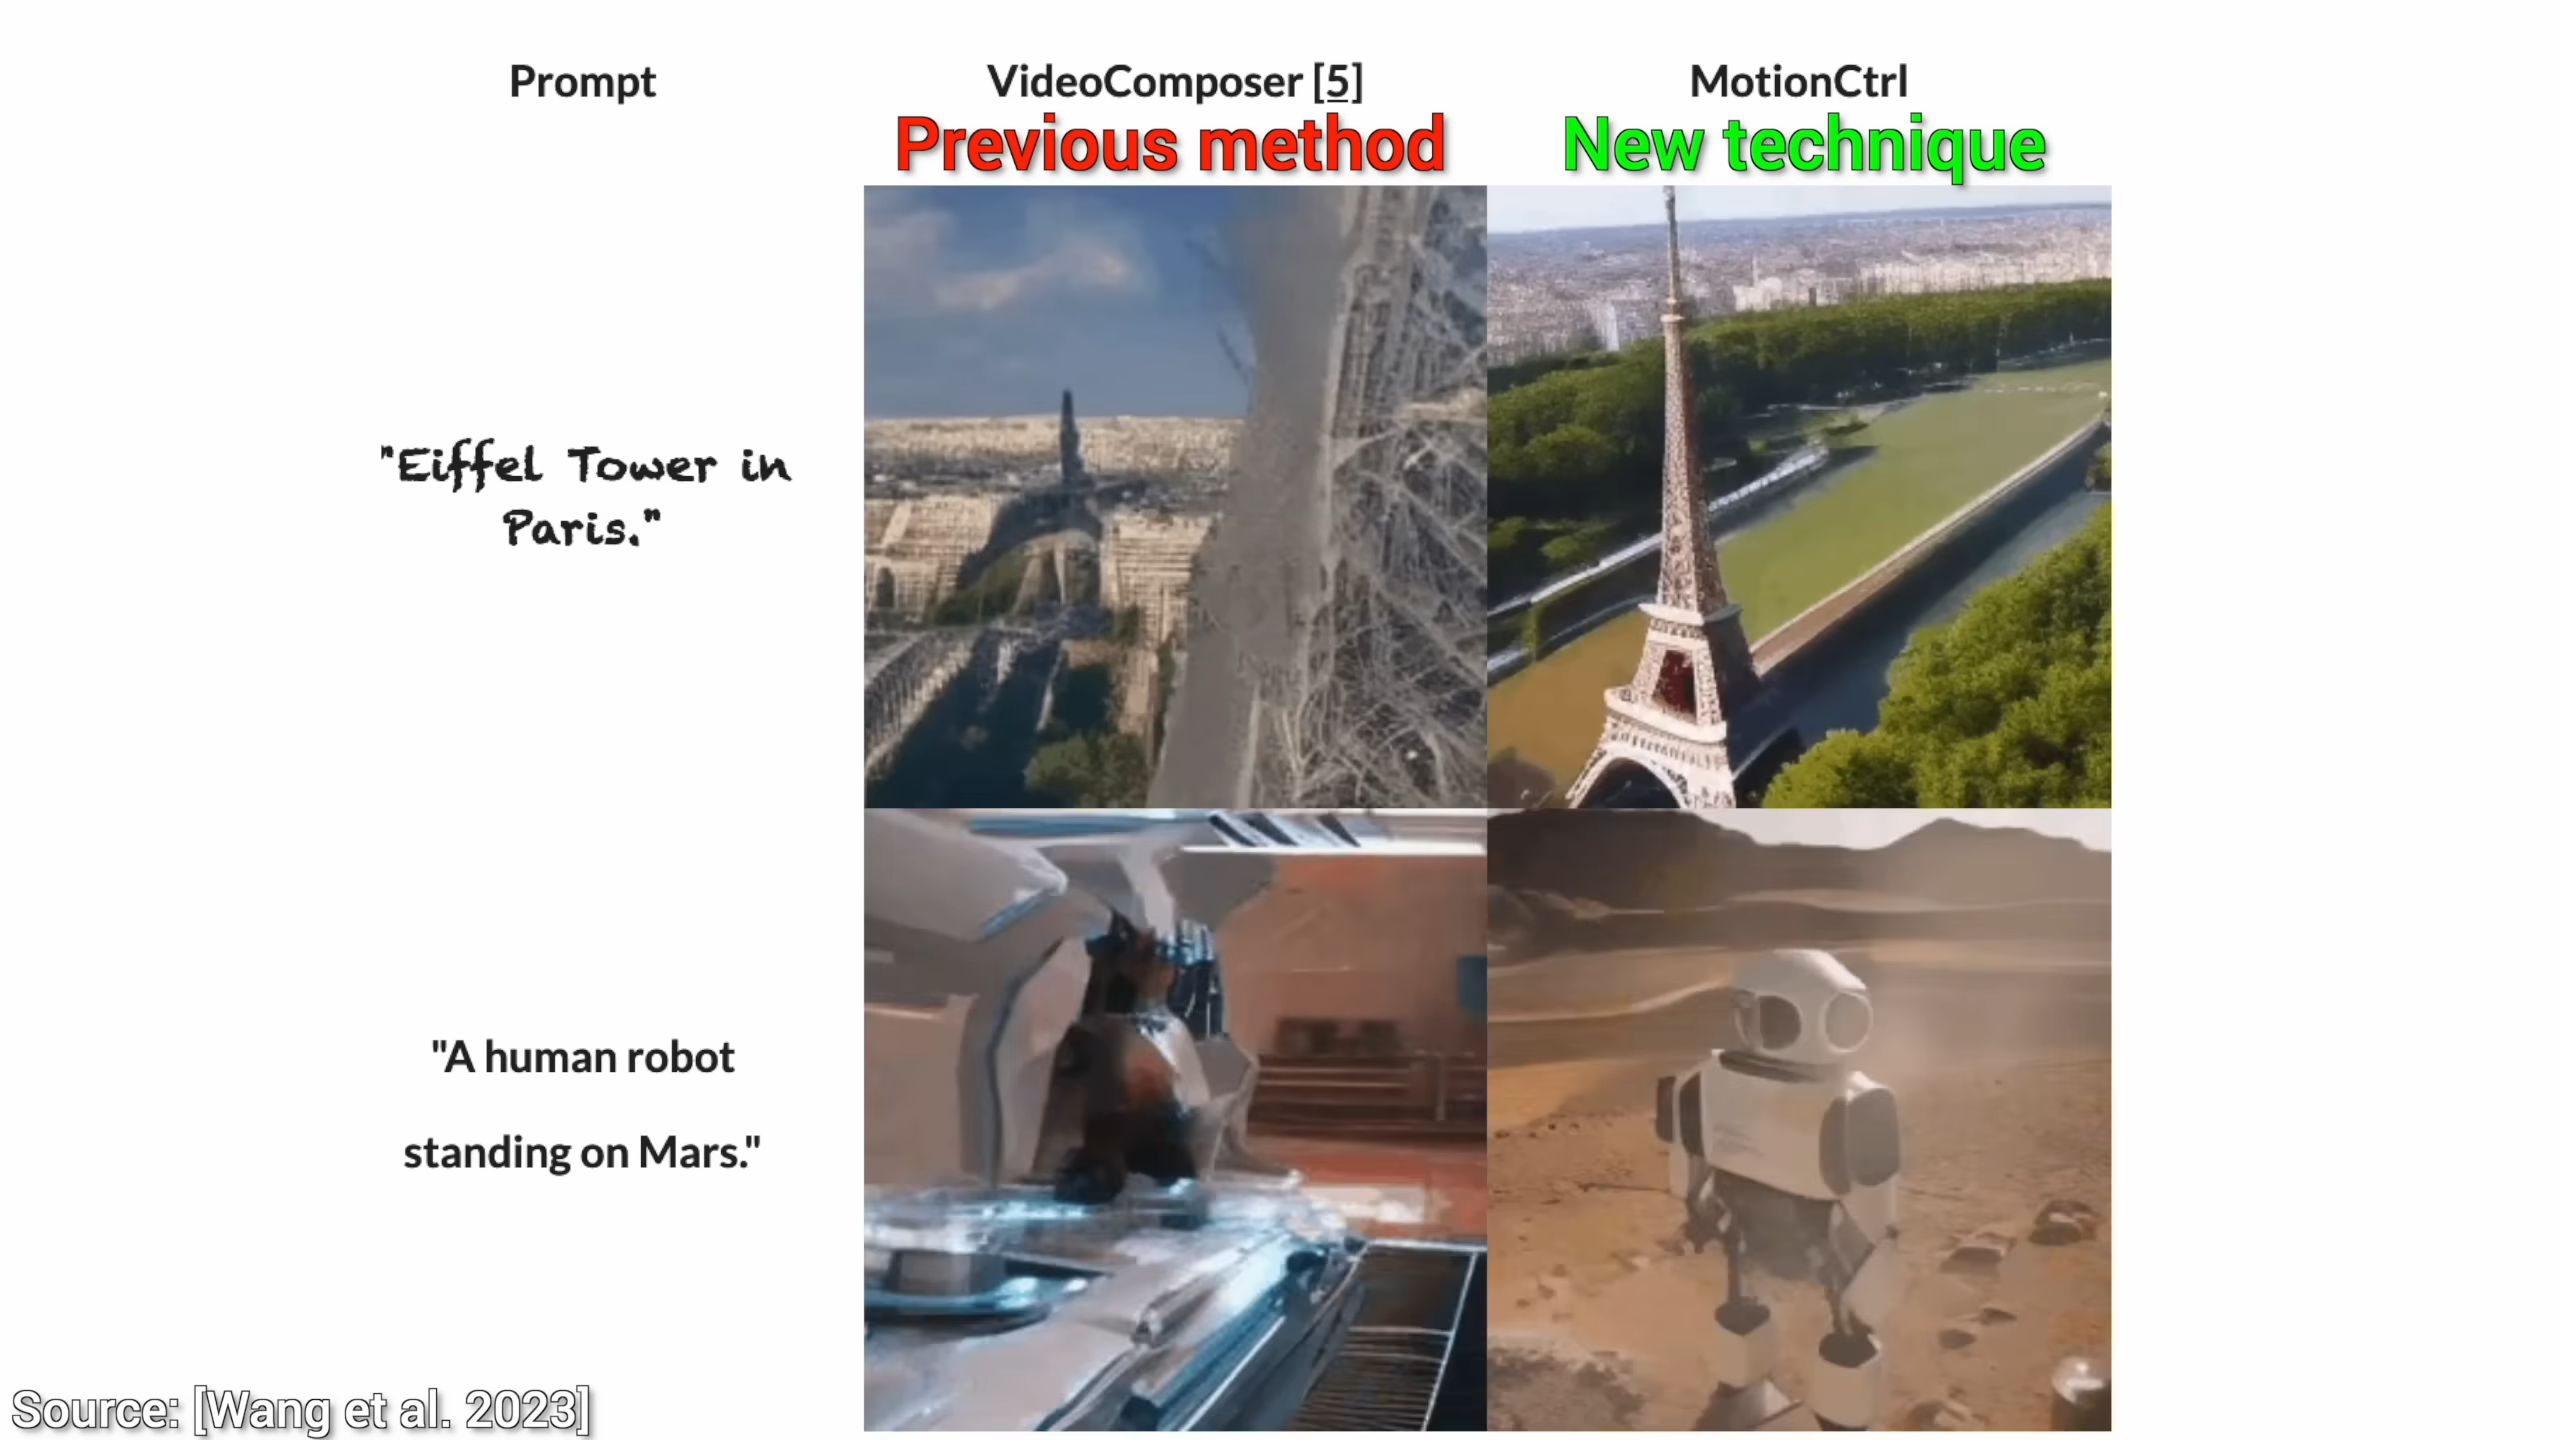 Prompt
VideoComposer [5]
MotionCtrl
Previous method
New technique
"Eiffel Tower in
Paris."
"A human robot
standing on Mars."
Source: [Wang et al. 2023]